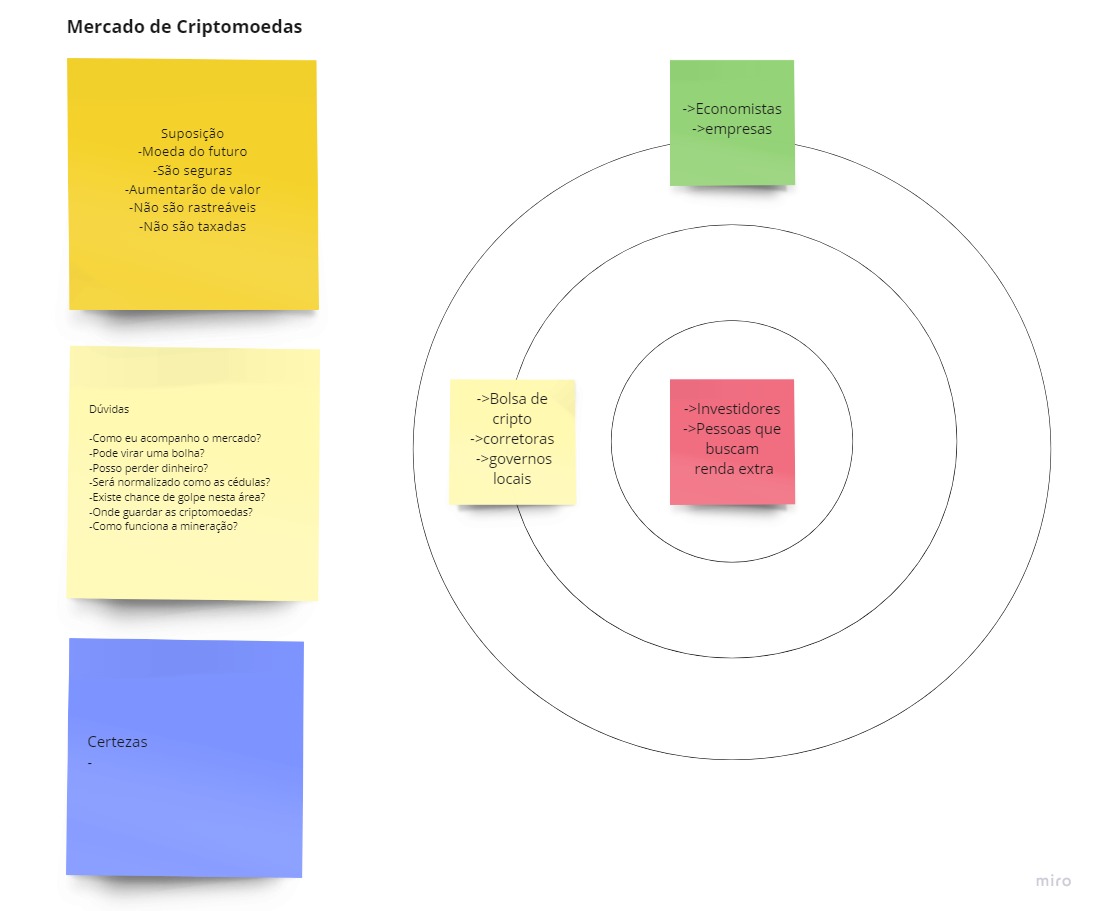 Mercado de Criptomoedas
Suposição
-Moeda do futuro
-São seguras
-Aumentarão de valor
-Não são rastreáveis
-Não são taxadas
Dúvidas
-Como eu acompanho o mercado?
-Pode virar uma bolha?
-Posso perder dinheiro?
-Será normalizado como as cédulas?
-Existe chance de golpe nesta área?
-Onde guardar as criptomoedas?
-Como funciona a mineração?
Certezas
-
->Economistas
->empresas
->Bolsa de
cripto
->corretoras
->governos
locais
->Investidores
->Pessoas que
buscam
renda extra
miro